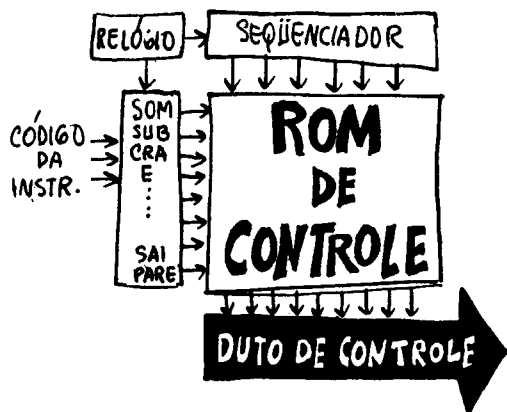 RELÓGIO
SEQÜENCIADOR
CÓDIGO
DA
INSTR.
SOM
SUB
CRA
E
.....
SAI
PARE
ROM
DE
CONTROLE
DUTO DE CONTROLE